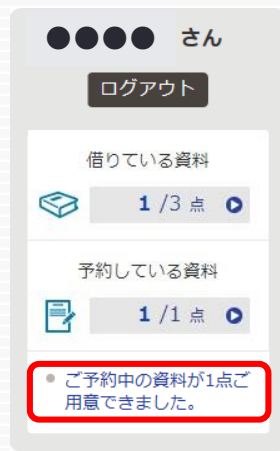 ●●●● さん
ログアウト
借りている資料
1 /3 点
予約している資料
1 /1 点
ご予約中の資料が1点ご
用意できました。